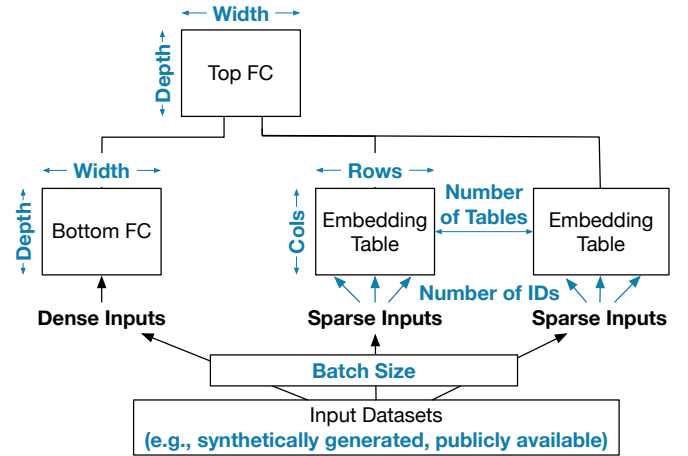 Width
Depth
Top FC
Width
Rows
Depth
Bottom FC
Cols
Embedding
Table
Number
of Tables
Embedding
Table
Number of IDs
Dense Inputs
Sparse Inputs
Sparse Inputs
Batch Size
Input Datasets
(e.g., synthetically generated, publicly available)